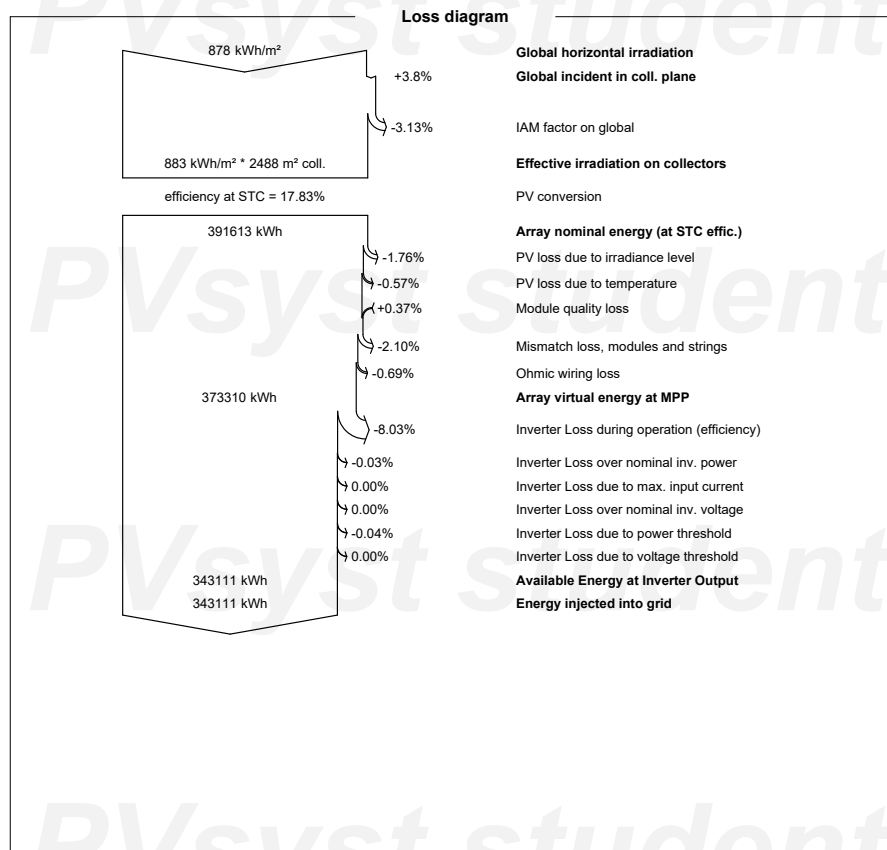 Loss diagram
878 kWh/m² Global horizontal irradiation
+3.8% Global incident in coll. plane
-3.13% IAM factor on global
883 kWh/m² * 2488 m² coll. Effective irradiation on collectors
efficiency at STC = 17.83% PV conversion
391613 kWh Array nominal energy (at STC effic.)
-1.76% PV loss due to irradiance level
-0.57% PV loss due to temperature
+0.37% Module quality loss
-2.10% Mismatch loss, modules and strings
-0.69% Ohmic wiring loss
373310 kWh Array virtual energy at MPP
-8.03% Inverter Loss during operation (efficiency)
-0.03% Inverter Loss over nominal inv. power
0.00% Inverter Loss due to max. input current
0.00% Inverter Loss over nominal inv. voltage
-0.04% Inverter Loss due to power threshold
0.00% Inverter Loss due to voltage threshold
343111 kWh Available Energy at Inverter Output
343111 kWh Energy injected into grid
PVsyst student
PVsyst student
PVsyst student
PVsyst student